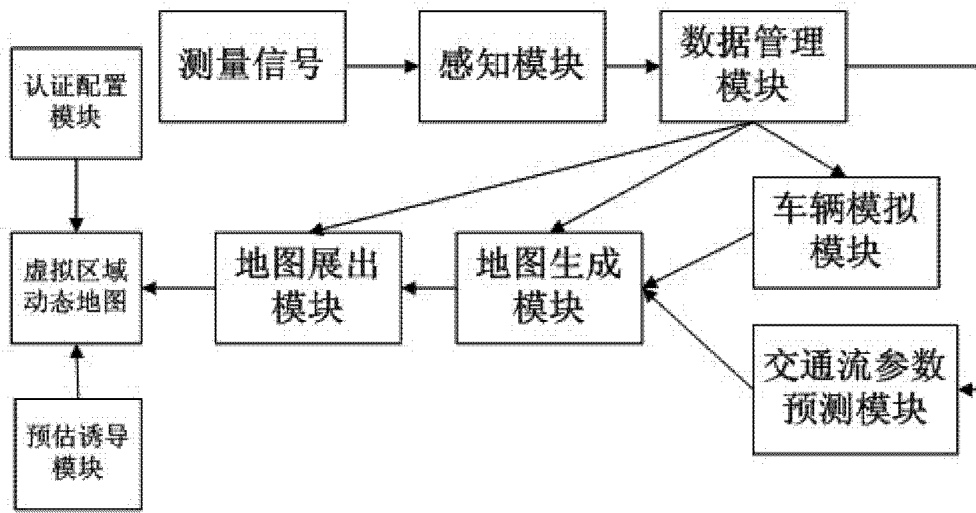 测量信号
感知模块
数据管理
模块
认证配置
模块
车辆模拟
模块
虚拟区域
动态地图
地图展出
模块
地图生成
模块
交通流参数
预测模块
预估诱导
模块